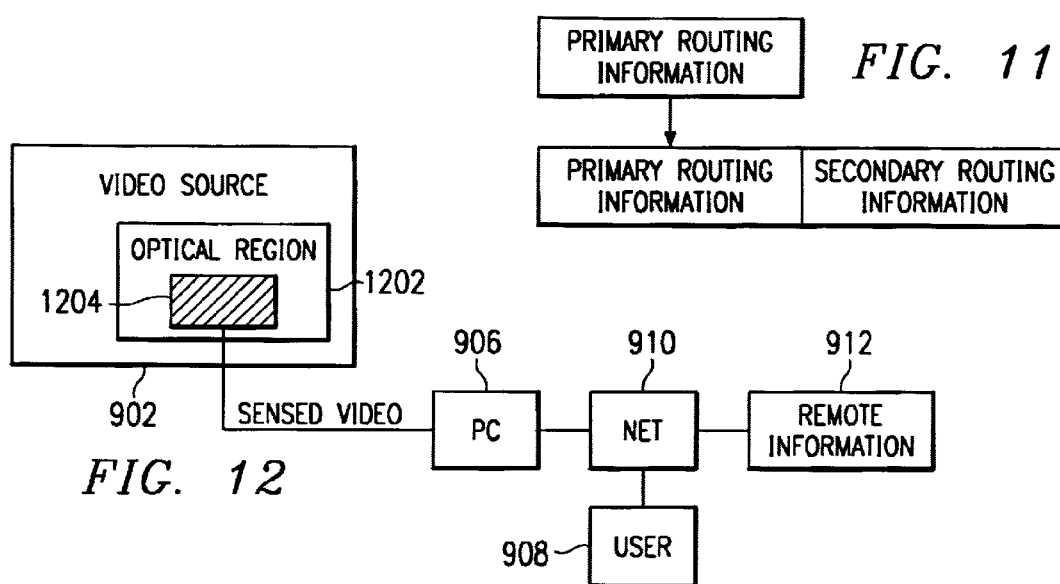 PRIMARY ROUTING
INFORMATION
FIG. 11
PRIMARY ROUTING
INFORMATION
SECONDARY ROUTING
INFORMATION
VIDEO SOURCE
OPTICAL REGION
1204
1202
902
SENSED VIDEO
906
PC
910
NET
912
REMOTE
INFORMATION
908
USER
FIG. 12